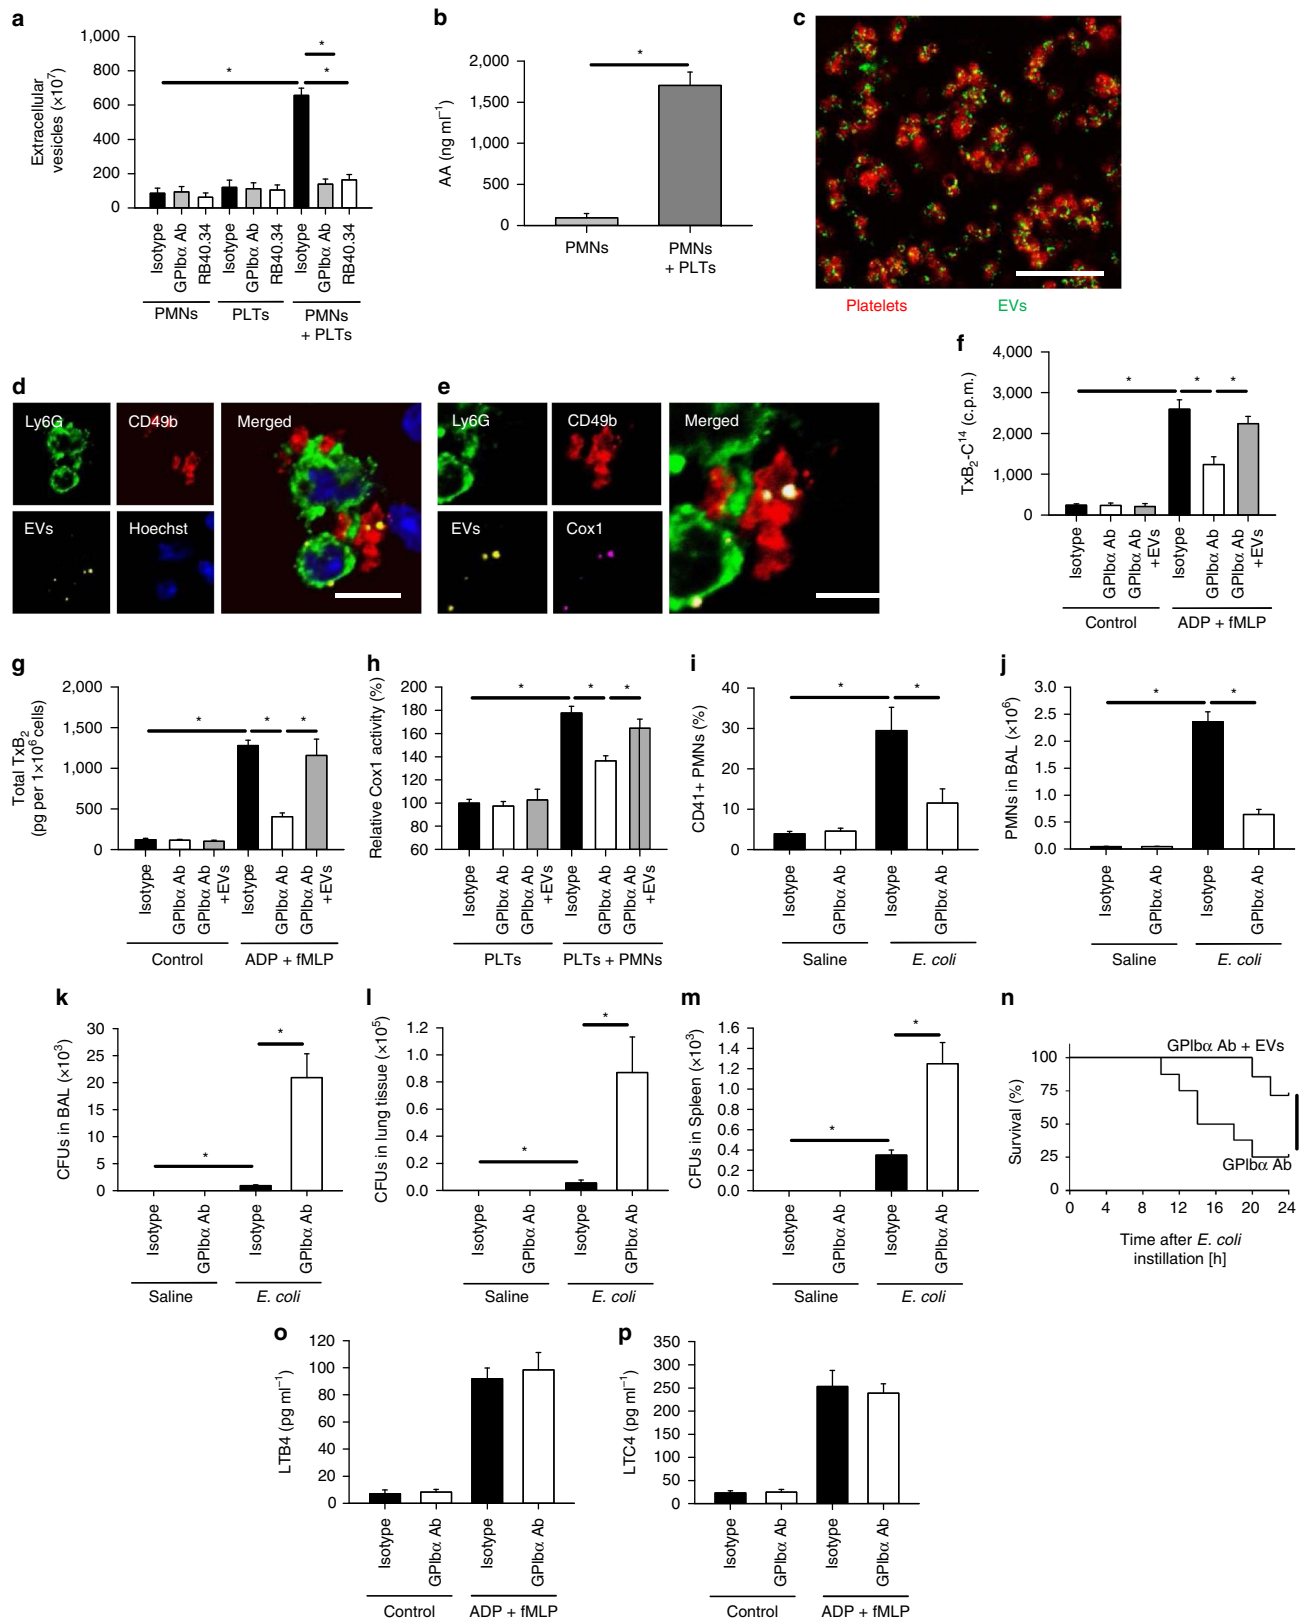 a
Extracellular
vesicles (×10⁷)
1,000
800
600
400
200
0
*
*
*
Isotype
GPIbα Ab
RB40.34
Isotype
GPIbα Ab
RB40.34
Isotype
GPIbα Ab
RB40.34
PMNs
PLTs
PMNs
+ PLTs
b
AA (ng ml⁻¹)
2,000
1,500
1,000
500
0
*
PMNs
PMNs
+ PLTs
c
Platelets
EVs
d
Ly6G
CD49b
Merged
EVs
Hoechst
e
Ly6G
CD49b
Merged
EVs
Cox1
f
TxB₂-C¹⁴ (c.p.m.)
4,000
3,000
2,000
1,000
0
*
*
*
Isotype
GPIbα Ab
GPIbα Ab
+EVs
Isotype
GPIbα Ab
GPIbα Ab
+EVs
Control
ADP + fMLP
g
Total TxB₂
(pg per 1×10⁶ cells)
2,000
1,500
1,000
500
0
*
*
*
Isotype
GPIbα Ab
GPIbα Ab
+EVs
Isotype
GPIbα Ab
GPIbα Ab
+EVs
Control
ADP + fMLP
h
Relative Cox1 activity (%)
200
180
160
140
120
100
80
60
*
*
*
Isotype
GPIbα Ab
GPIbα Ab
+EVs
Isotype
GPIbα Ab
GPIbα Ab
+EVs
PLTs
PLTs + PMNs
i
CD41+ PMNs (%)
40
30
20
10
0
*
*
Isotype
GPIbα Ab
Isotype
GPIbα Ab
Saline
E. coli
j
PMNs in BAL (×10⁶)
3.0
2.5
2.0
1.5
1.0
0.5
0.0
*
*
Isotype
GPIbα Ab
Isotype
GPIbα Ab
Saline
E. coli
k
CFUs in BAL (×10³)
30
25
20
15
10
5
0
*
*
Isotype
GPIbα Ab
Isotype
GPIbα Ab
Saline
E. coli
l
CFUs in lung tissue (×10⁵)
1.2
1.0
0.8
0.6
0.4
0.2
0.0
*
*
Isotype
GPIbα Ab
Isotype
GPIbα Ab
Saline
E. coli
m
CFUs in Spleen (×10³)
1.6
1.4
1.2
1.0
0.8
0.6
0.4
0.2
0.0
*
*
Isotype
GPIbα Ab
Isotype
GPIbα Ab
Saline
E. coli
n
Survival (%)
100
75
50
25
0
GPIbα Ab + EVs
GPIbα Ab
0 4 8 12 16 20 24
Time after E. coli
instillation [h]
o
LTB4 (pg ml⁻¹)
120
100
80
60
40
20
0
Isotype
GPIbα Ab
Isotype
GPIbα Ab
Control
ADP + fMLP
p
LTC4 (pg ml⁻¹)
350
300
250
200
150
100
50
0
Isotype
GPIbα Ab
Isotype
GPIbα Ab
Control
ADP + fMLP